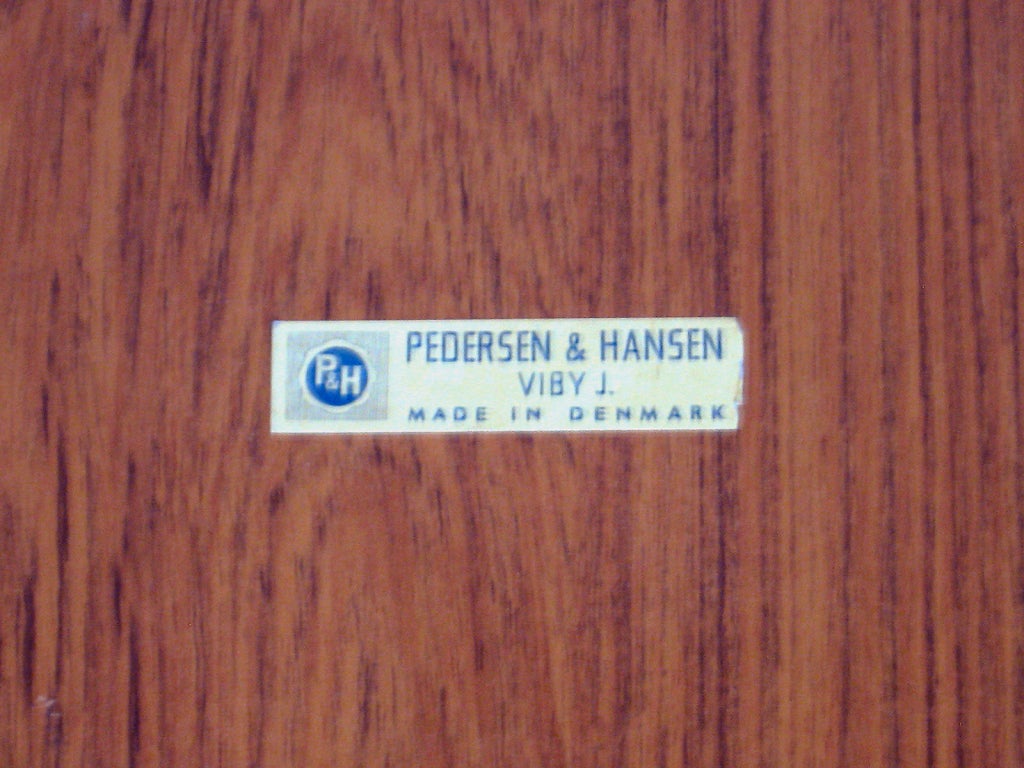 P&H
PEDERSEN & HANSEN
VIBY J.
MADE IN DENMARK